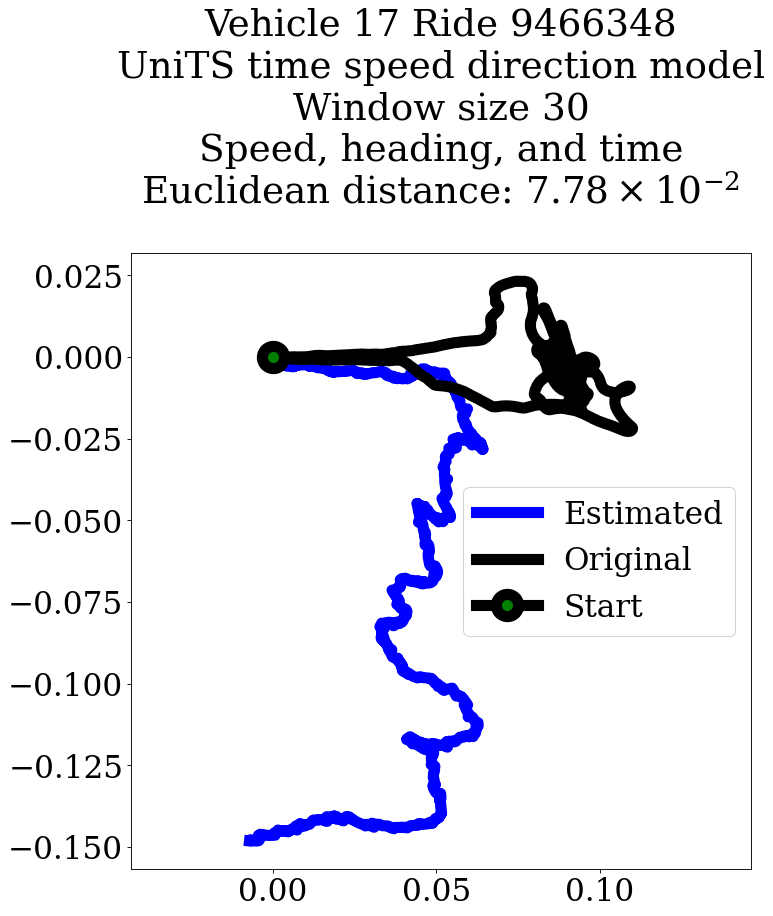 Vehicle 17 Ride 9466348
UniTS time speed direction model
Window size 30
Speed, heading, and time
Euclidean distance: 7.78 × 10⁻²
0.025
0.000
−0.025
−0.050
−0.075
−0.100
−0.125
−0.150
Estimated
Original
Start
0.00 0.05 0.10